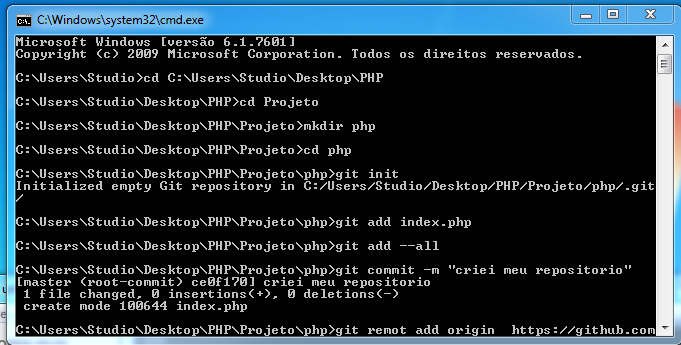 C:\Windows\system32\cmd.exe
Microsoft Windows [versão 6.1.7601]
Copyright (c) 2009 Microsoft Corporation. Todos os direitos reservados.
C:\Users\Studio>cd C:\Users\Studio\Desktop\PHP
C:\Users\Studio\Desktop\PHP>cd Projeto
C:\Users\Studio\Desktop\PHP\Projeto>mkdir php
C:\Users\Studio\Desktop\PHP\Projeto>cd php
C:\Users\Studio\Desktop\PHP\Projeto\php>git init
Initialized empty Git repository in C:/Users/Studio/Desktop/PHP/Projeto/php/.git
/
C:\Users\Studio\Desktop\PHP\Projeto\php>git add index.php
C:\Users\Studio\Desktop\PHP\Projeto\php>git add --all
C:\Users\Studio\Desktop\PHP\Projeto\php>git commit -m "criei meu repositorio"
[master (root-commit) ce0f170] criei meu repositorio
 1 file changed, 0 insertions(+), 0 deletions(-)
 create mode 100644 index.php
C:\Users\Studio\Desktop\PHP\Projeto\php>git remot add origin  https://github.com